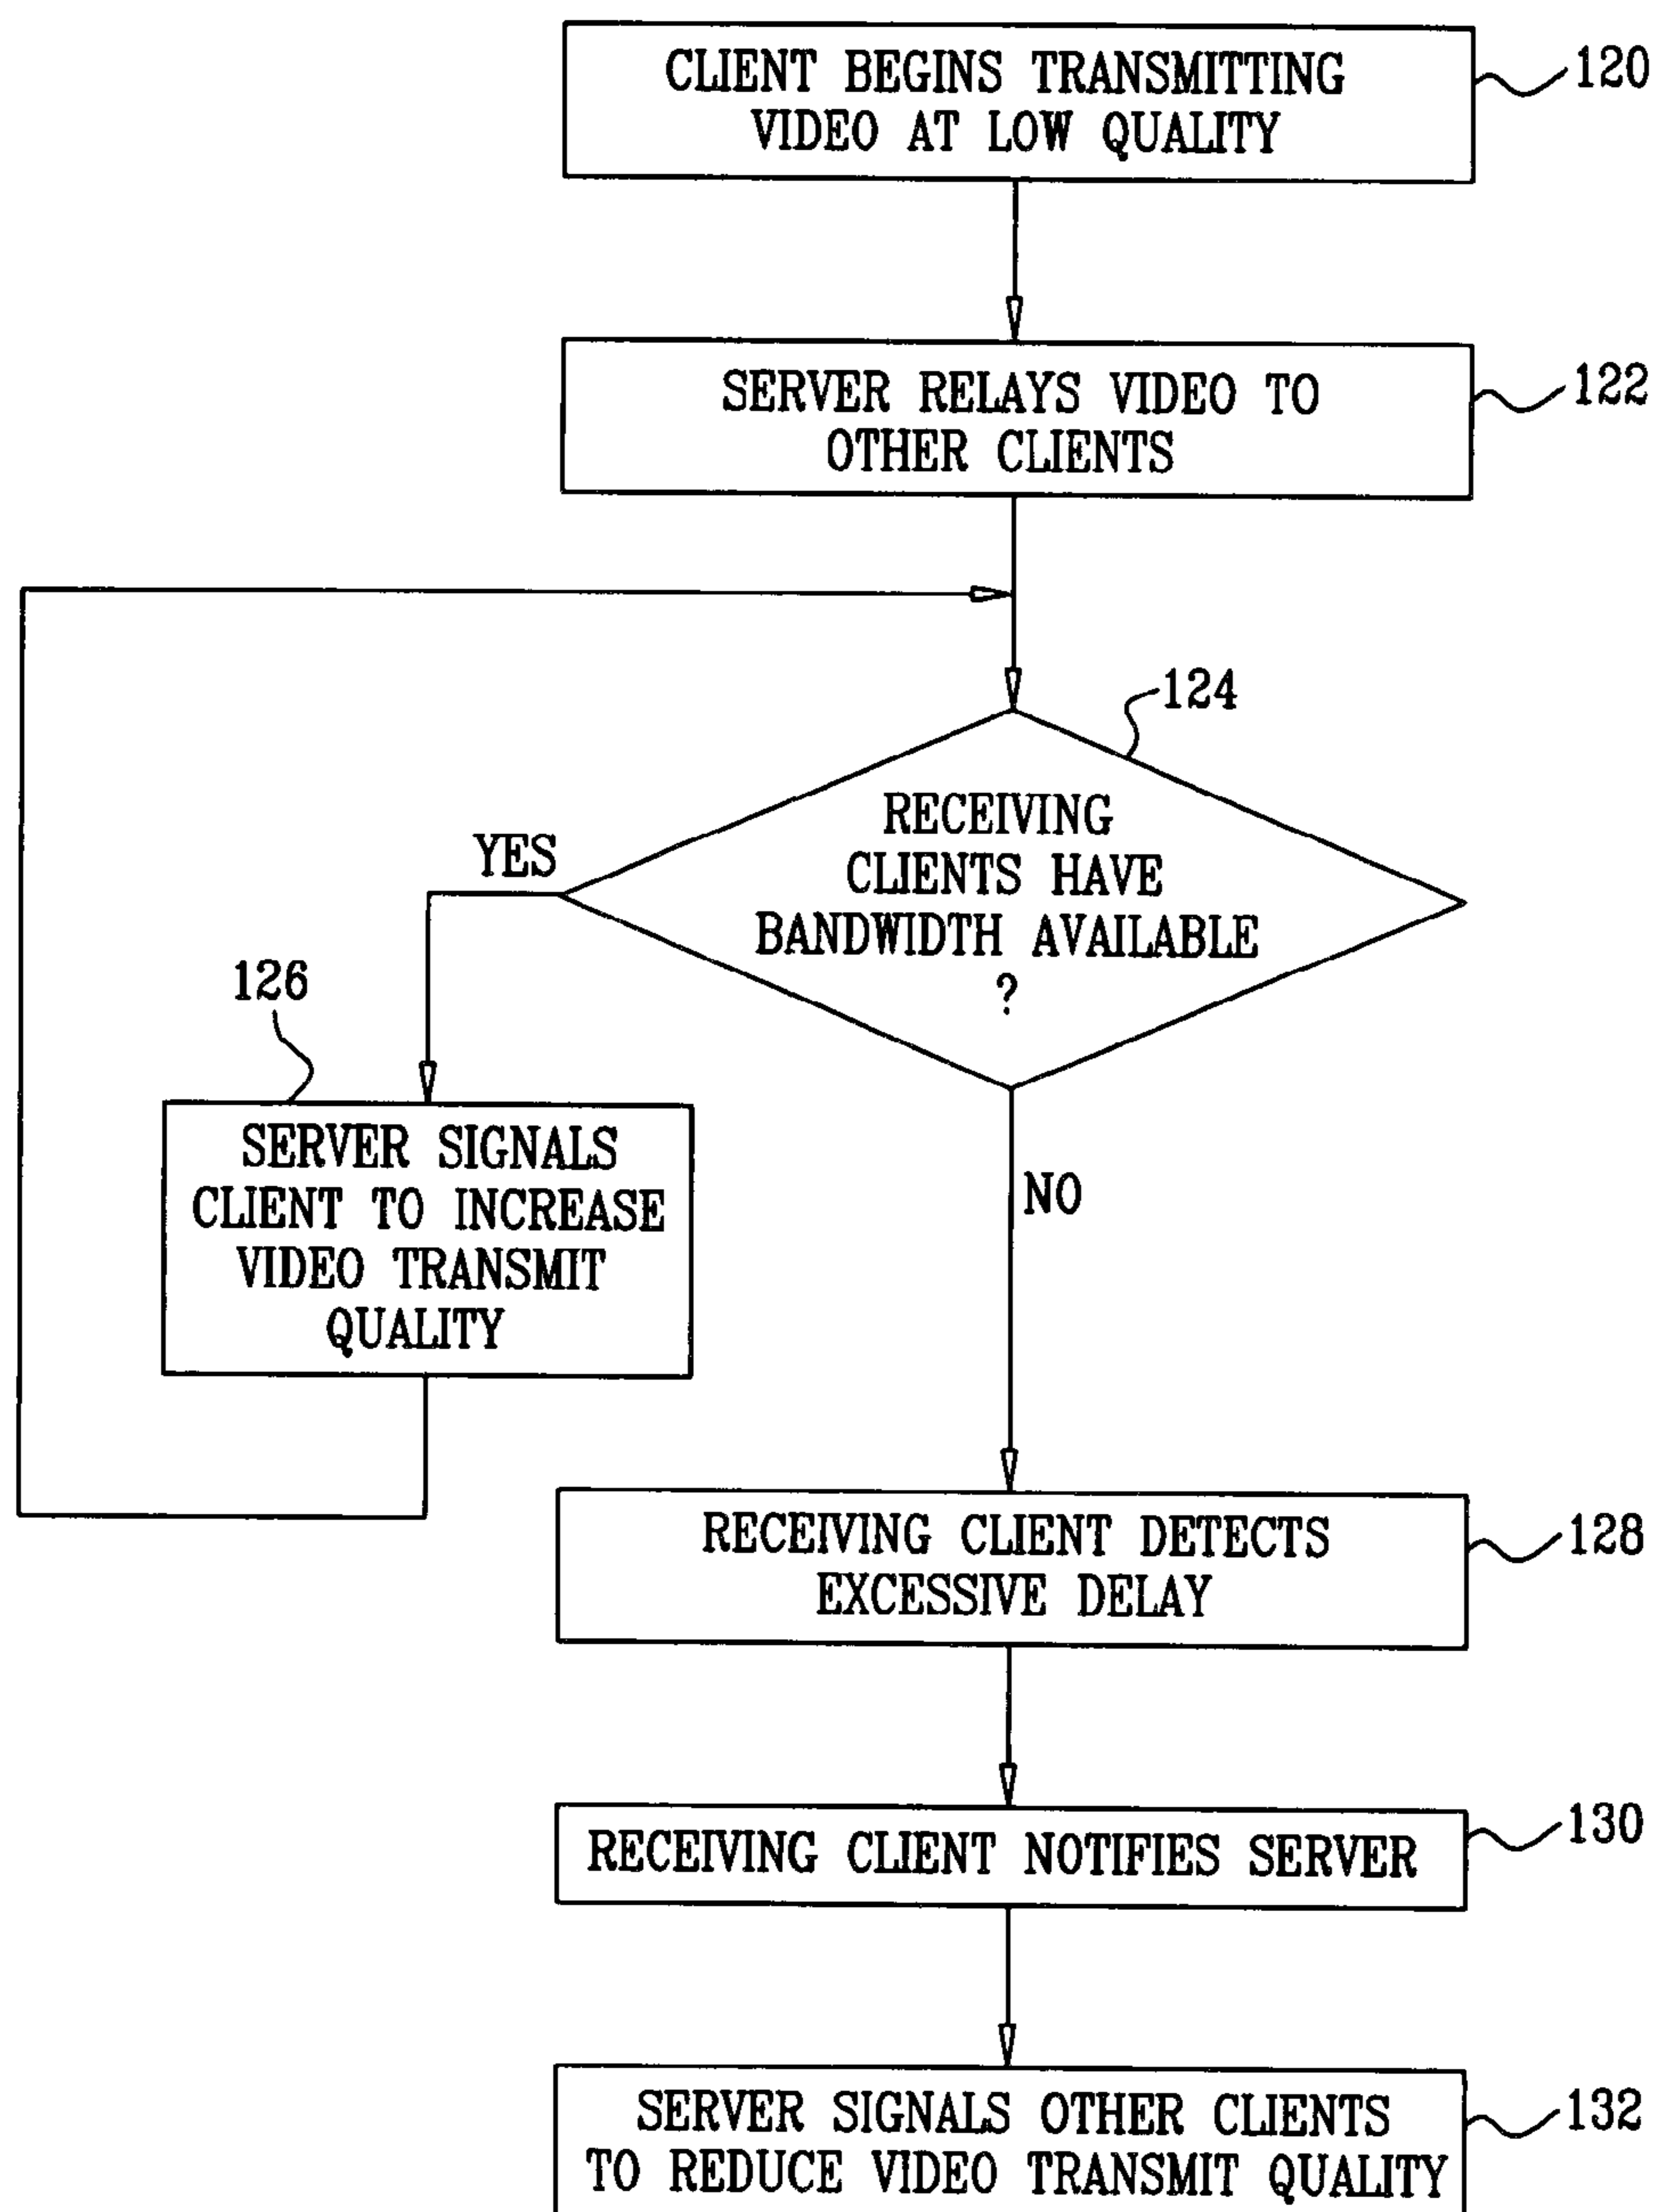 CLIENT BEGINS TRANSMITTING
VIDEO AT LOW QUALITY
120
SERVER RELAYS VIDEO TO
OTHER CLIENTS
122
124
RECEIVING
CLIENTS HAVE
BANDWIDTH AVAILABLE
?
YES
126
SERVER SIGNALS
CLIENT TO INCREASE
VIDEO TRANSMIT
QUALITY
NO
RECEIVING CLIENT DETECTS
EXCESSIVE DELAY
128
RECEIVING CLIENT NOTIFIES SERVER
130
SERVER SIGNALS OTHER CLIENTS
TO REDUCE VIDEO TRANSMIT QUALITY
132